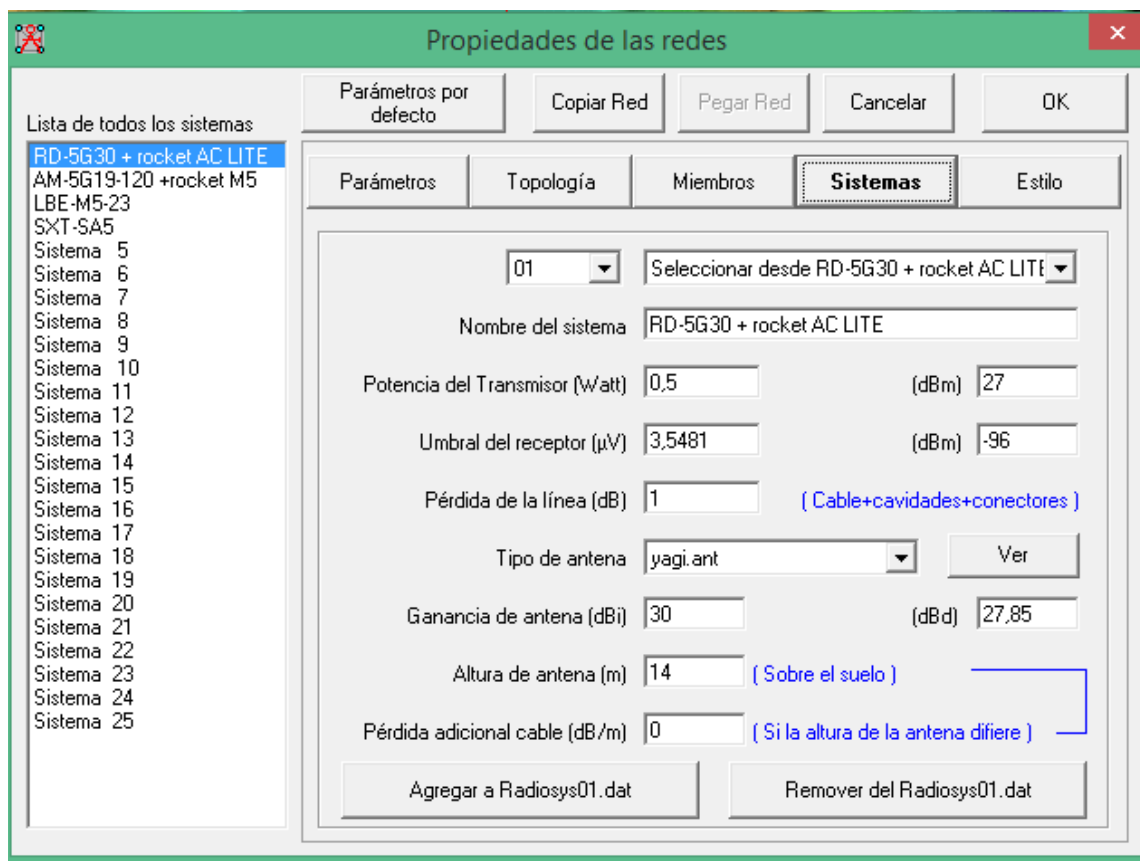 Propiedades de las redes
Lista de todos los sistemas
RD-5G30 + rocket AC LITE
AM-5G19-120 +rocket M5
LBE-M5-23
SXT-SA5
Sistema 5
Sistema 6
Sistema 7
Sistema 8
Sistema 9
Sistema 10
Sistema 11
Sistema 12
Sistema 13
Sistema 14
Sistema 15
Sistema 16
Sistema 17
Sistema 18
Sistema 19
Sistema 20
Sistema 21
Sistema 22
Sistema 23
Sistema 24
Sistema 25
Parámetros por
defecto
Copiar Red
Pegar Red
Cancelar
OK
Parámetros
Topología
Miembros
Sistemas
Estilo
01
Seleccionar desde RD-5G30 + rocket AC LITE
Nombre del sistema RD-5G30 + rocket AC LITE
Potencia del Transmisor (Watt) 0,5 (dBm) 27
Umbral del receptor (µV) 3,5481 (dBm) -96
Pérdida de la línea (dB) 1 ( Cable+cavidades+conectores )
Tipo de antena yagi.ant Ver
Ganancia de antena (dBi) 30 (dBd) 27,85
Altura de antena (m) 14 ( Sobre el suelo )
Pérdida adicional cable (dB/m) 0 ( Si la altura de la antena difiere )
Agregar a Radiosys01.dat
Remover del Radiosys01.dat